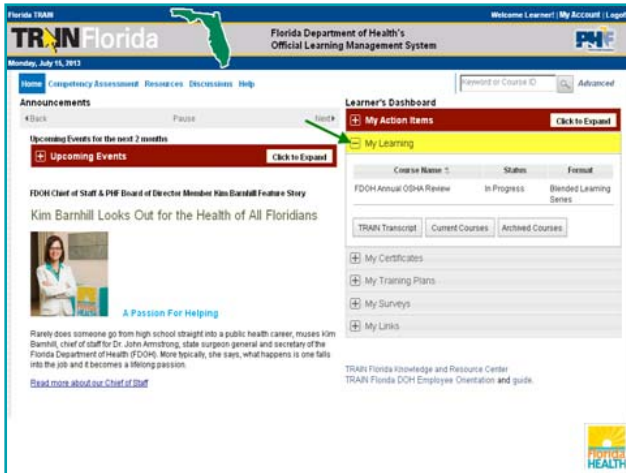 Florida TRAIN
Welcome Learner! | My Account | Logoff
TRAIN Florida
Florida Department of Health's
Official Learning Management System
PHF
Monday, July 15, 2013
Home Competency Assessment Resources Discussions Help
Keyword or Course ID
Advanced
Announcements
Back Pause Next
Upcoming Events for the next 2 months
Upcoming Events Click to Expand
FDOH Chief of Staff & PHF Board of Director Member Kim Barnhill Feature Story
Kim Barnhill Looks Out for the Health of All Floridians
A Passion For Helping
Rarely does someone go from high school straight into a public health career, muses Kim
Barnhill, chief of staff for Dr. John Armstrong, state surgeon general and secretary of the
Florida Department of Health (FDOH). More typically, she says, what happens is one falls
into the job and it becomes a lifelong passion.
Read more about our Chief of Staff
Learner's Dashboard
My Action Items Click to Expand
My Learning
Course Name Status Format
FDOH Annual OSHA Review In Progress Blended Learning
Series
TRAIN Transcript Current Courses Archived Courses
My Certificates
My Training Plans
My Surveys
My Links
TRAIN Florida Knowledge and Resource Center
TRAIN Florida DOH Employee Orientation and guide.
Florida
HEALTH